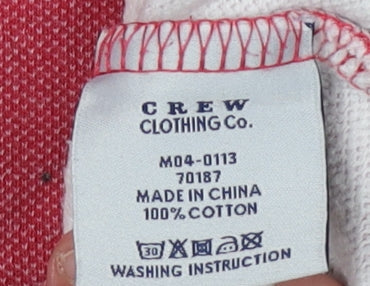 CREW
CLOTHING Co.
M04-0113
70187
MADE IN CHINA
100% COTTON
30
WASHING INSTRUCTION